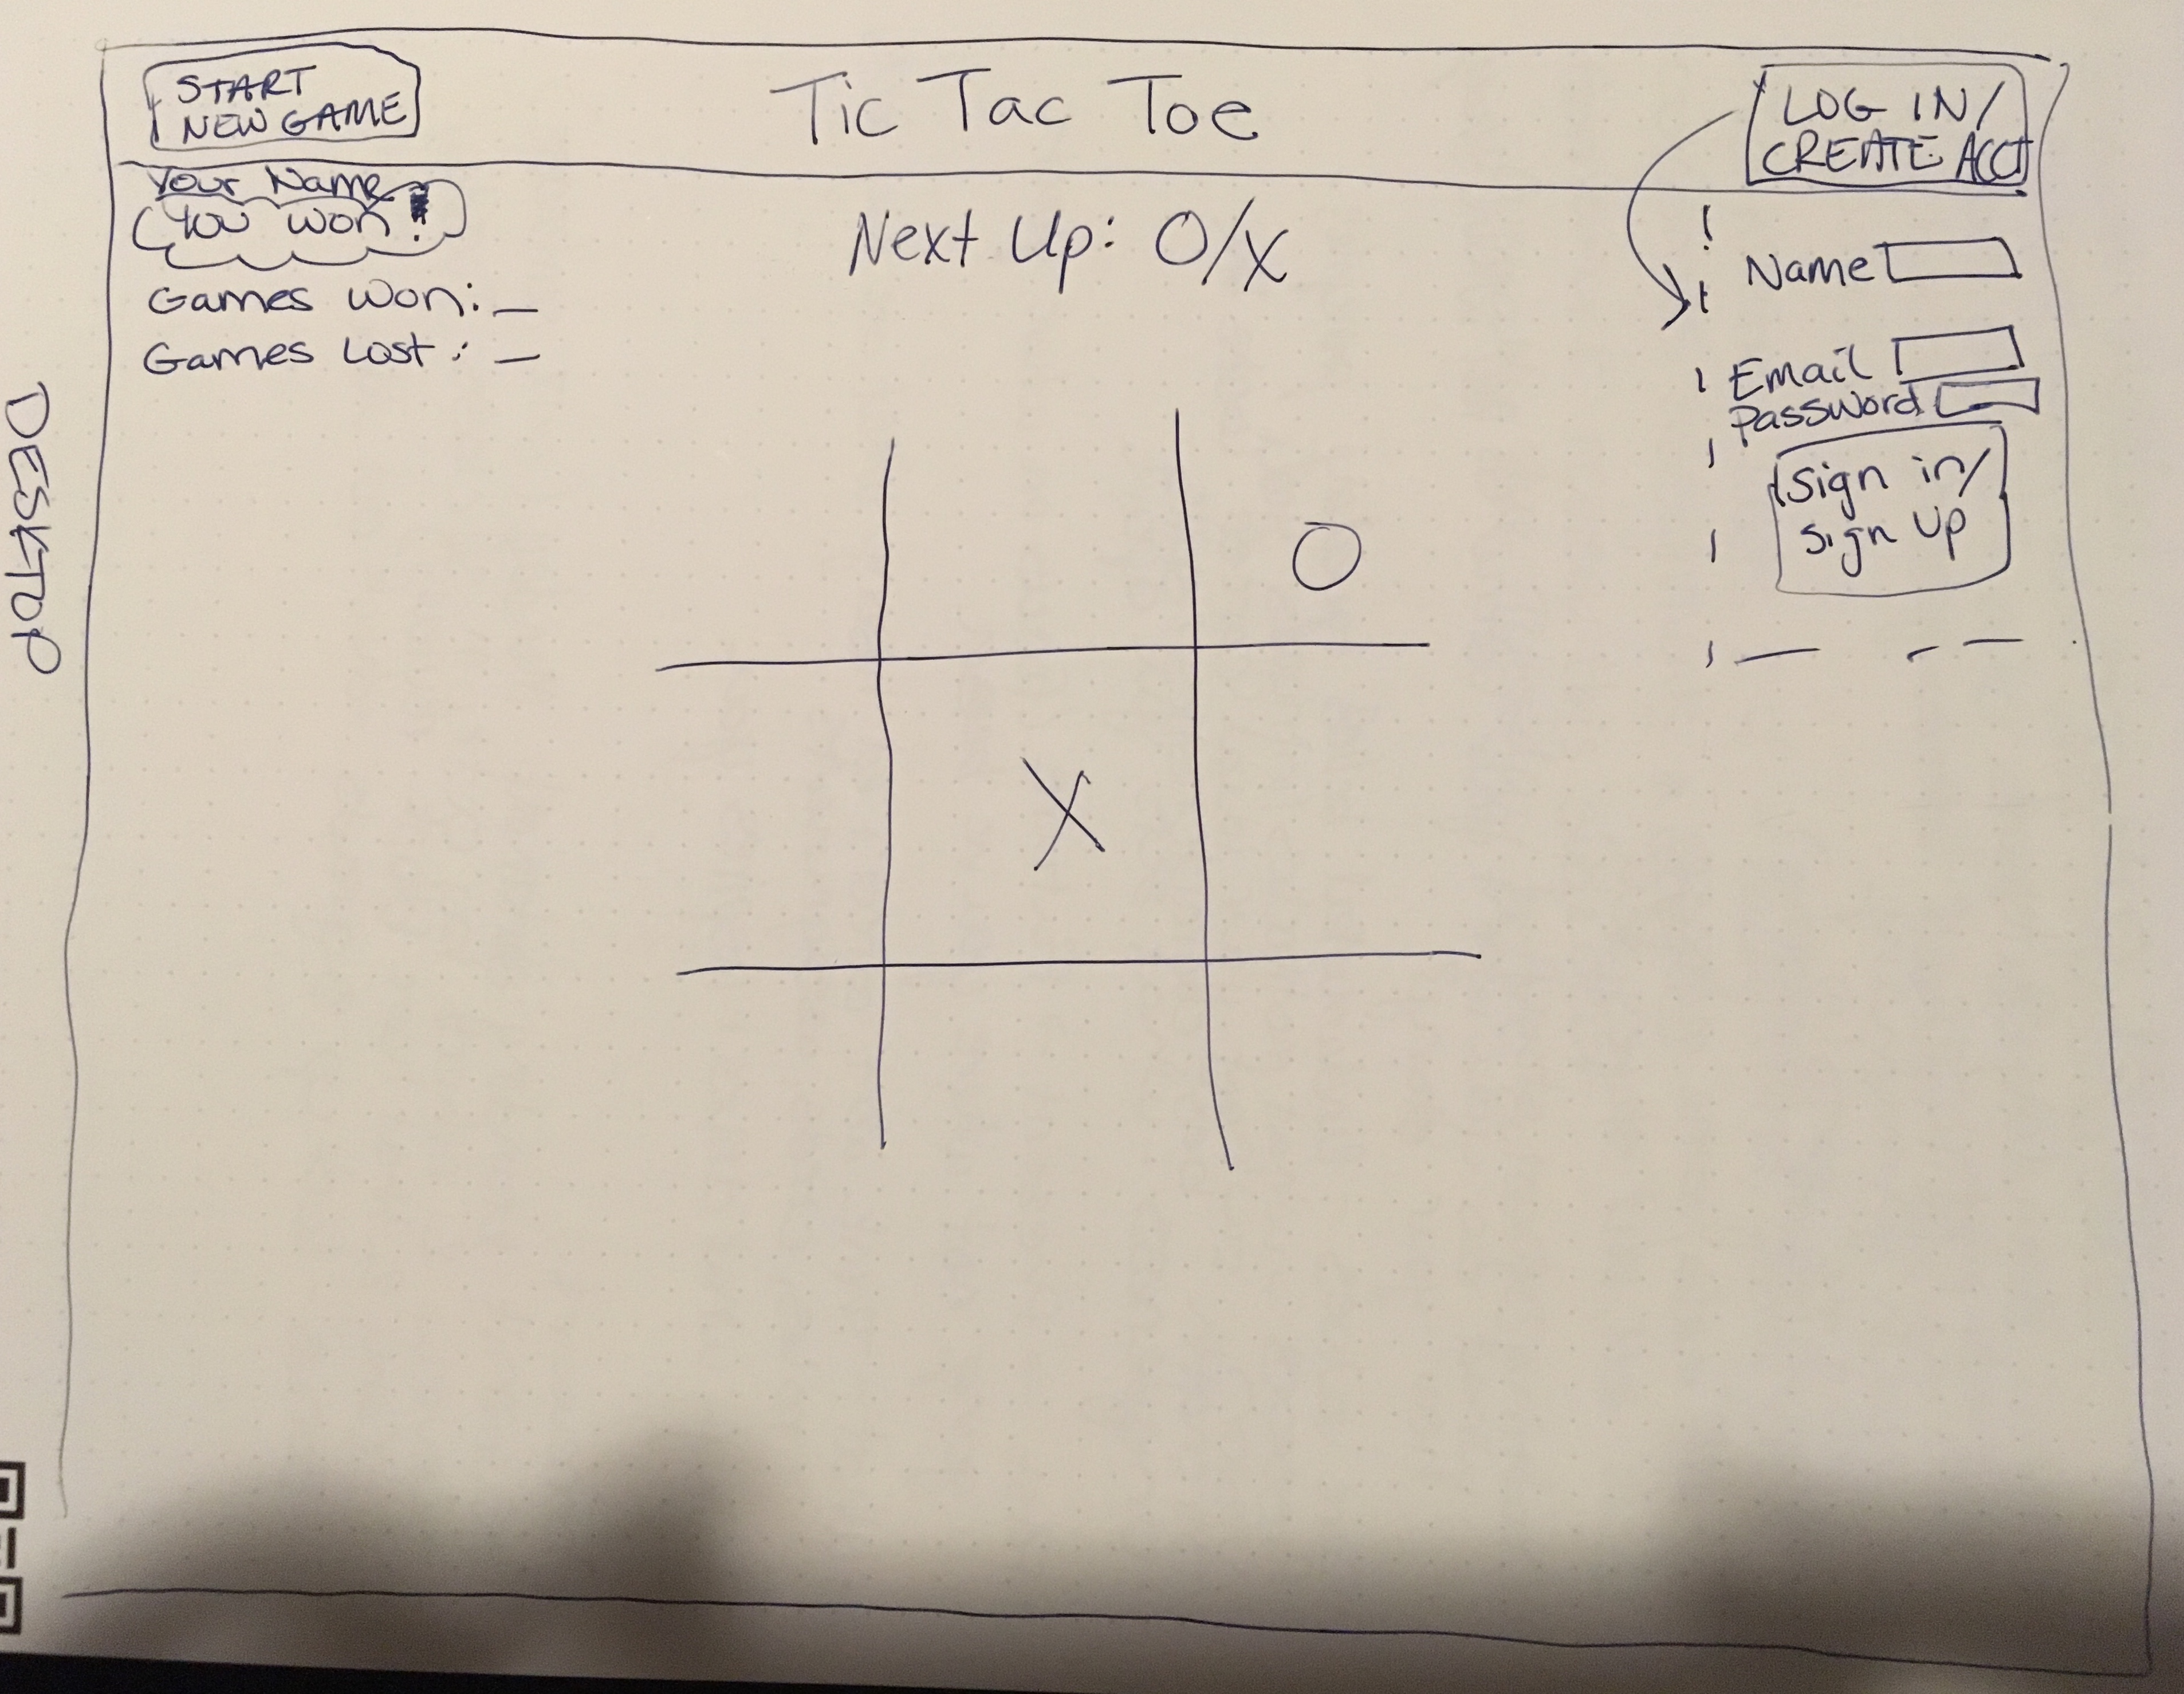 START
NEW GAME
Tic Tac Toe
LOG IN/
CREATE ACCT
Your Name
You won!
Games Won: _
Games Lost: _
Next Up: O/X
Name
Email
Password
Sign in/
Sign Up
O
X
DESKTOP